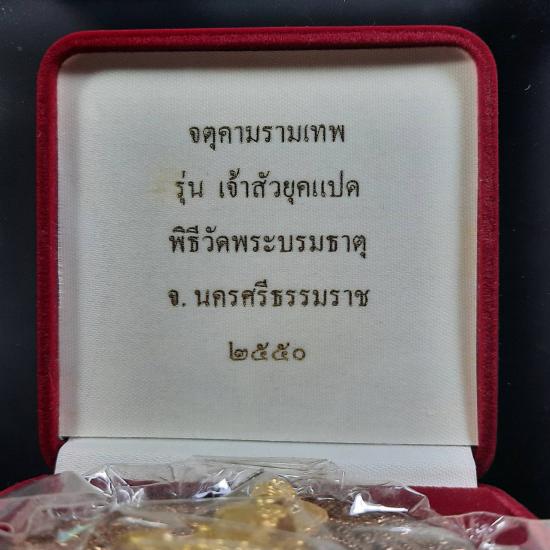 จตุคามรามเทพ
รุ่น เจ้าสัวยุคแปด
พิธีวัดพระบรมธาตุ
จ. นครศรีธรรมราช
๒๕๕๐